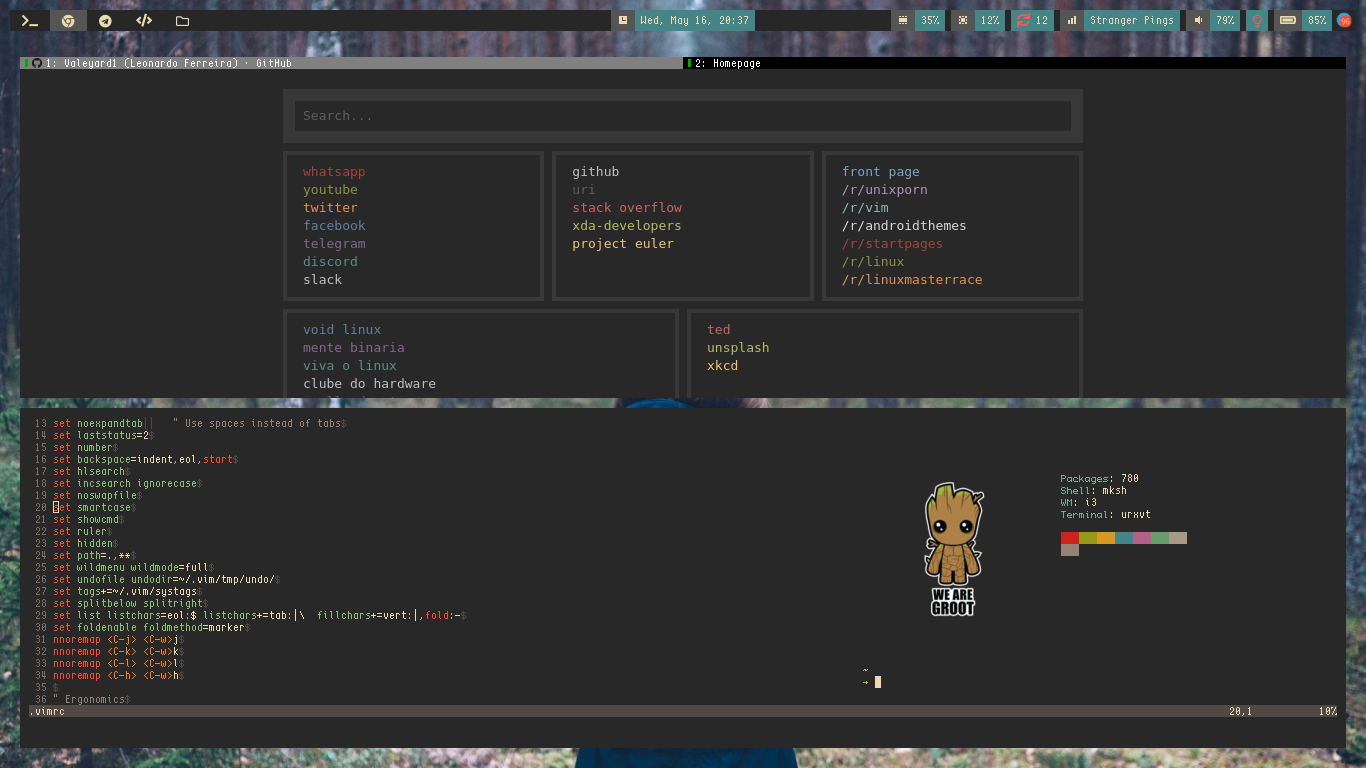 Wed, May 16, 20:37
35%
12%
12
Stranger Pings
79%
85%
96
1: Valeyard1 (Leonardo Ferreira) · GitHub
2: Homepage
Search...
whatsapp
youtube
twitter
facebook
telegram
discord
slack
github
uri
stack overflow
xda-developers
project euler
front page
/r/unixporn
/r/vim
/r/androidthemes
/r/startpages
/r/linux
/r/linuxmasterrace
void linux
mente binaria
viva o linux
clube do hardware
ted
unsplash
xkcd
13 set noexpandtab||   " Use spaces instead of tabs$
14 set laststatus=2$
15 set number$
16 set backspace=indent,eol,start$
17 set hlsearch$
18 set incsearch ignorecase$
19 set noswapfile$
20 set smartcase$
21 set showcmd$
22 set ruler$
23 set hidden$
24 set path=.,**$
25 set wildmenu wildmode=full$
26 set undofile undodir=~/.vim/tmp/undo/$
27 set tags+=~/.vim/systags$
28 set splitbelow splitright$
29 set list listchars=eol:$ listchars+=tab:|\  fillchars+=vert:|,fold:-$
30 set foldenable foldmethod=marker$
31 nnoremap <C-j> <C-w>j$
32 nnoremap <C-k> <C-w>k$
33 nnoremap <C-l> <C-w>l$
34 nnoremap <C-h> <C-w>h$
35 $
36 " Ergonomics$
.vimrc 20,1 10%
WE ARE
GROOT
Packages: 780
Shell: mksh
WM: i3
Terminal: urxvt
~
→